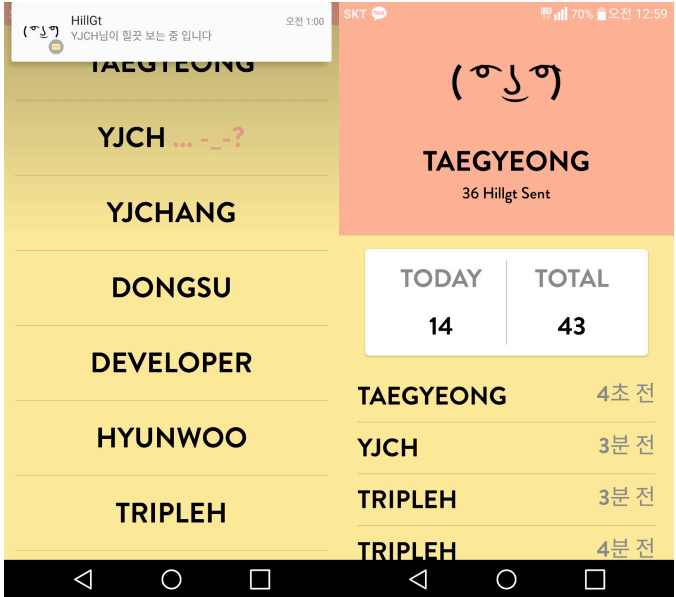 HillGt
오전 1:00
YJCH님이 힐끗 보는 중 입니다
TAEGYEONG
YJCH ... -_-?
YJCHANG
DONGSU
DEVELOPER
HYUNWOO
TRIPLEH
SKT TALK 70% 오전 12:59
( ͡° ͜ʖ ͡°)
TAEGYEONG
36 Hillgt Sent
TODAY TOTAL
14 43
TAEGYEONG 4초 전
YJCH 3분 전
TRIPLEH 3분 전
TRIPLEH 4분 전